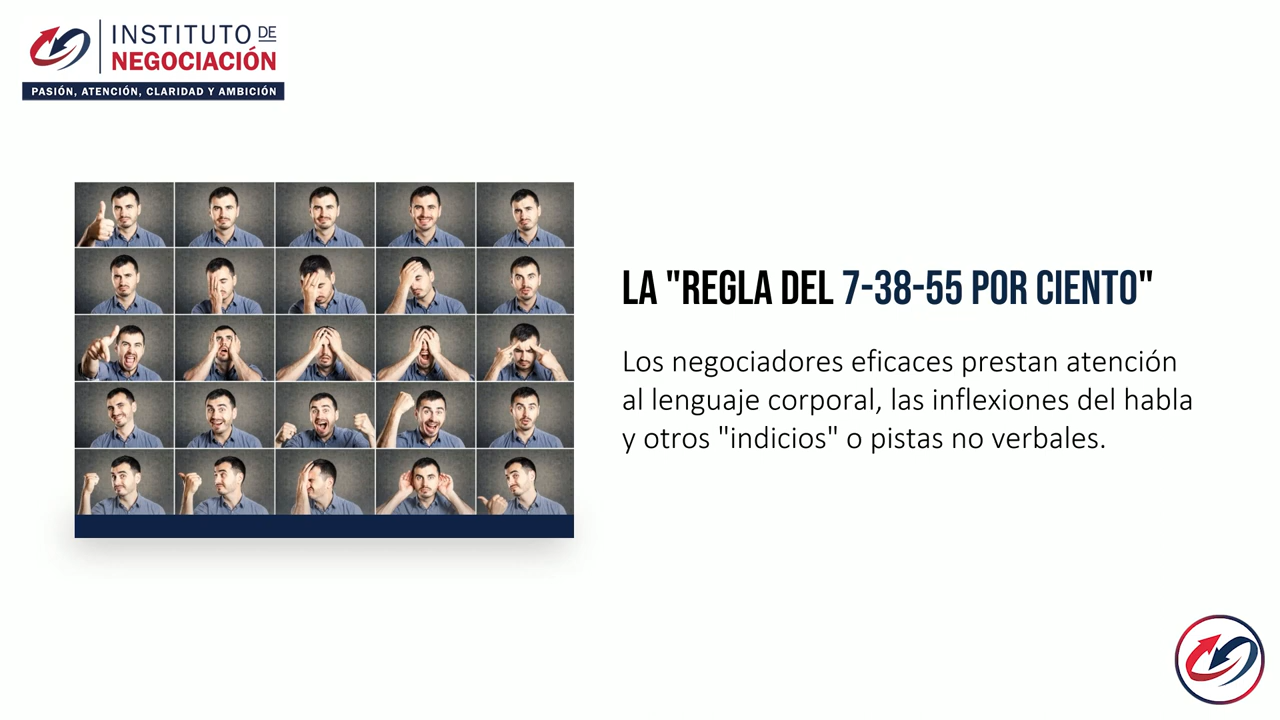 INSTITUTO DE
NEGOCIACIÓN
PASIÓN, ATENCIÓN, CLARIDAD Y AMBICIÓN
LA "REGLA DEL 7-38-55 POR CIENTO"
Los negociadores eficaces prestan atención
al lenguaje corporal, las inflexiones del habla
y otros "indicios" o pistas no verbales.